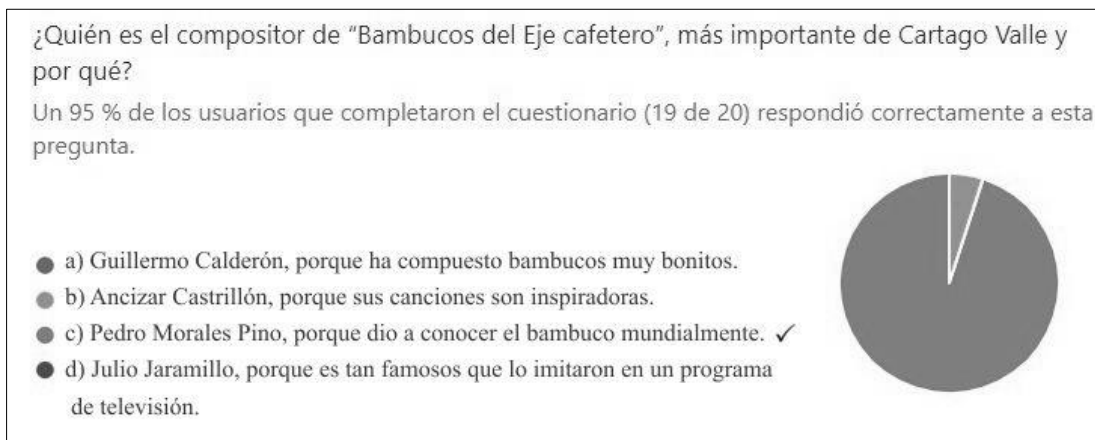 ¿Quién es el compositor de “Bambucos del Eje cafetero”, más importante de Cartago Valle y
por qué?
Un 95 % de los usuarios que completaron el cuestionario (19 de 20) respondió correctamente a esta
pregunta.
a) Guillermo Calderón, porque ha compuesto bambucos muy bonitos.
b) Ancizar Castrillón, porque sus canciones son inspiradoras.
c) Pedro Morales Pino, porque dio a conocer el bambuco mundialmente. ✓
d) Julio Jaramillo, porque es tan famosos que lo imitaron en un programa
de televisión.